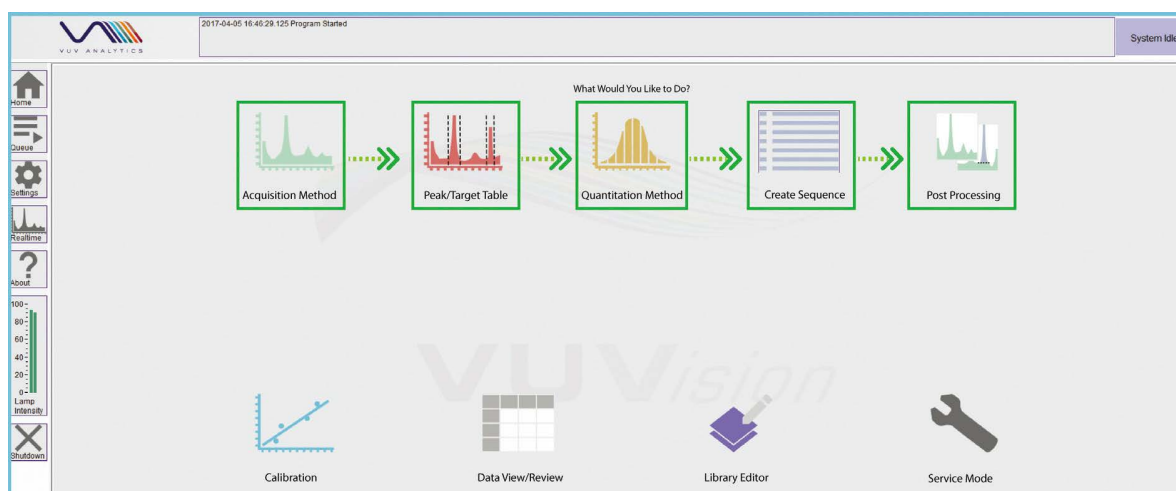 2017-04-05 16:46:29.125 Program Started
VUV ANALYTICS
System Idle
Home
Queue
Settings
Realtime
About
100
80
60
40
20
0
Lamp
Intensity
Shutdown
What Would You Like to Do?
Acquisition Method
Peak/Target Table
Quantitation Method
Create Sequence
Post Processing
VUVision
Calibration
Data View/Review
Library Editor
Service Mode